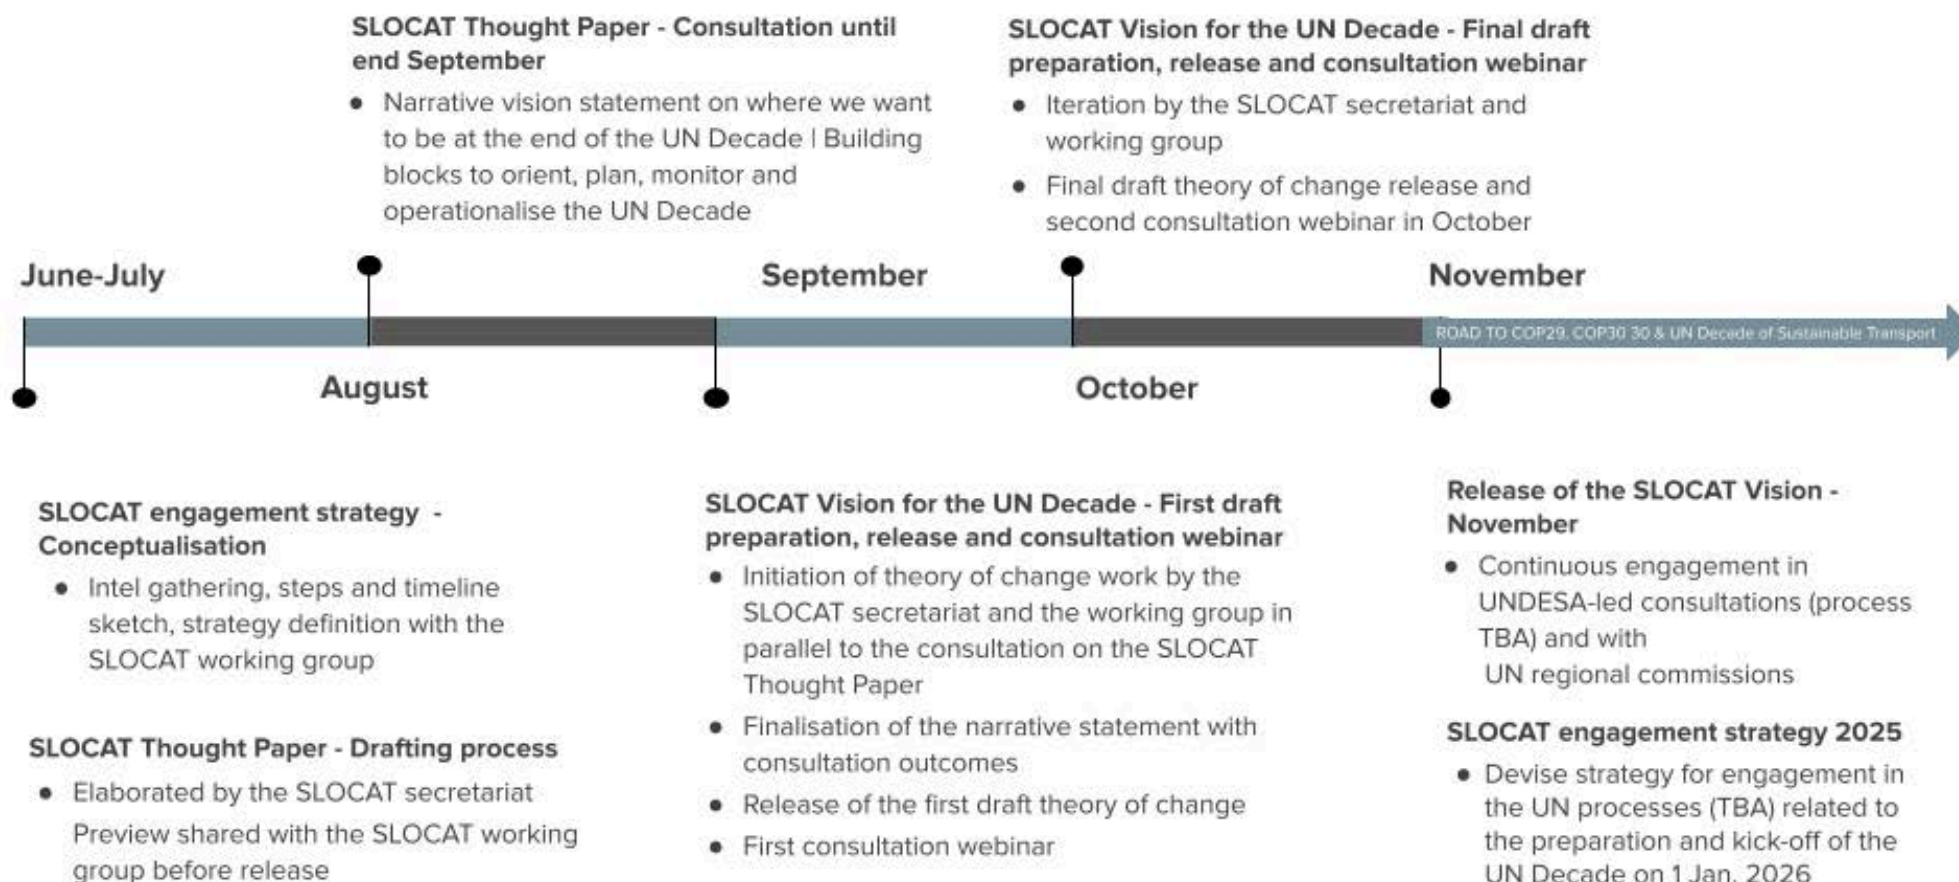 SLOCAT Thought Paper - Consultation until
end September
● Narrative vision statement on where we want
to be at the end of the UN Decade | Building
blocks to orient, plan, monitor and
operationalise the UN Decade
SLOCAT Vision for the UN Decade - Final draft
preparation, release and consultation webinar
● Iteration by the SLOCAT secretariat and
working group
● Final draft theory of change release and
second consultation webinar in October
June-July
September
November
ROAD TO COP29, COP30 30 & UN Decade of Sustainable Transport
August
October
SLOCAT engagement strategy -
Conceptualisation
● Intel gathering, steps and timeline
sketch, strategy definition with the
SLOCAT working group
SLOCAT Thought Paper - Drafting process
● Elaborated by the SLOCAT secretariat
Preview shared with the SLOCAT working
group before release
SLOCAT Vision for the UN Decade - First draft
preparation, release and consultation webinar
● Initiation of theory of change work by the
SLOCAT secretariat and the working group in
parallel to the consultation on the SLOCAT
Thought Paper
● Finalisation of the narrative statement with
consultation outcomes
● Release of the first draft theory of change
● First consultation webinar
Release of the SLOCAT Vision -
November
● Continuous engagement in
UNDESA-led consultations (process
TBA) and with
UN regional commissions
SLOCAT engagement strategy 2025
● Devise strategy for engagement in
the UN processes (TBA) related to
the preparation and kick-off of the
UN Decade on 1 Jan. 2026